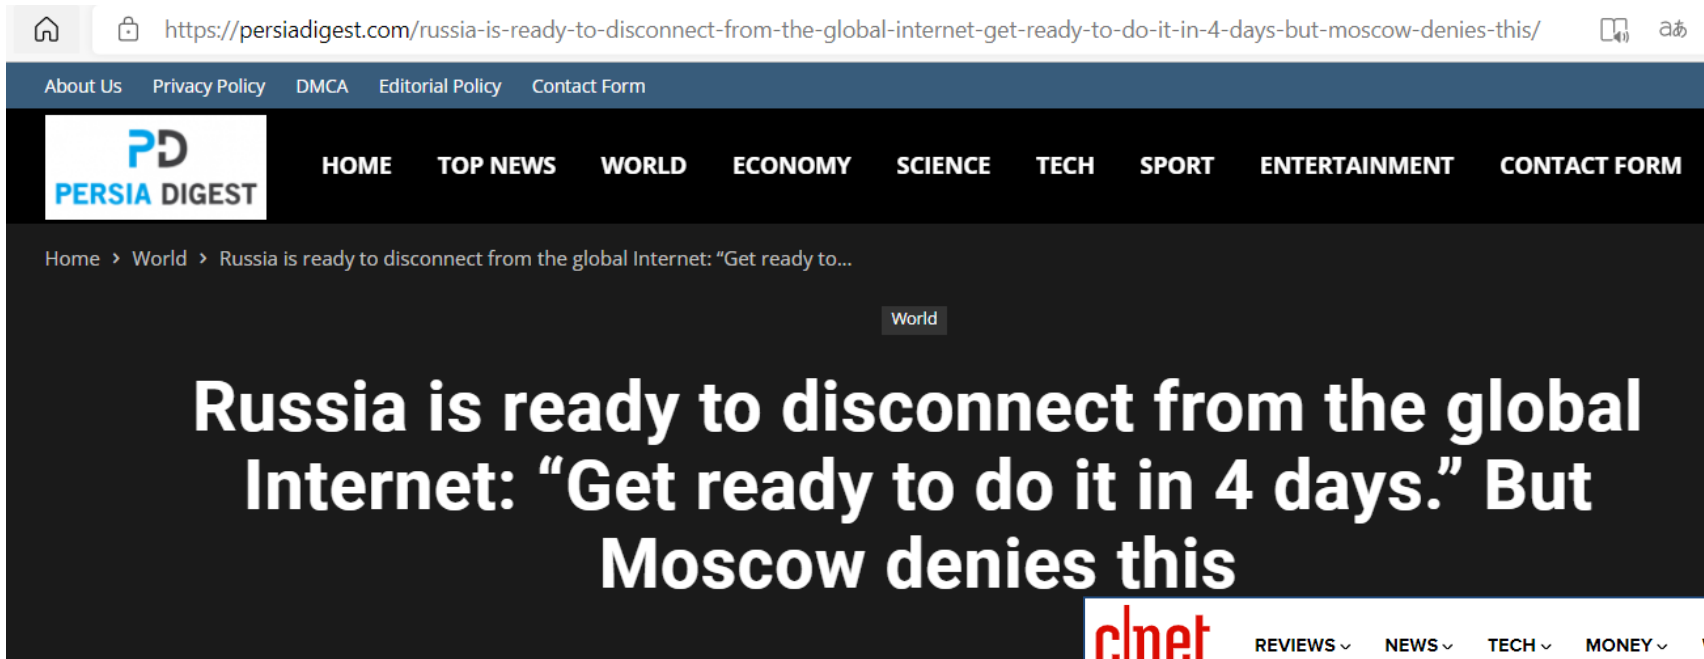 https://persiadigest.com/russia-is-ready-to-disconnect-from-the-global-internet-get-ready-to-do-it-in-4-days-but-moscow-denies-this/ aあ
About Us Privacy Policy DMCA Editorial Policy Contact Form
PD
PERSIA DIGEST
HOME TOP NEWS WORLD ECONOMY SCIENCE TECH SPORT ENTERTAINMENT CONTACT FORM
Home > World > Russia is ready to disconnect from the global Internet: “Get ready to...
World
Russia is ready to disconnect from the global
Internet: “Get ready to do it in 4 days.” But
Moscow denies this
c|net REVIEWS NEWS TECH MONEY